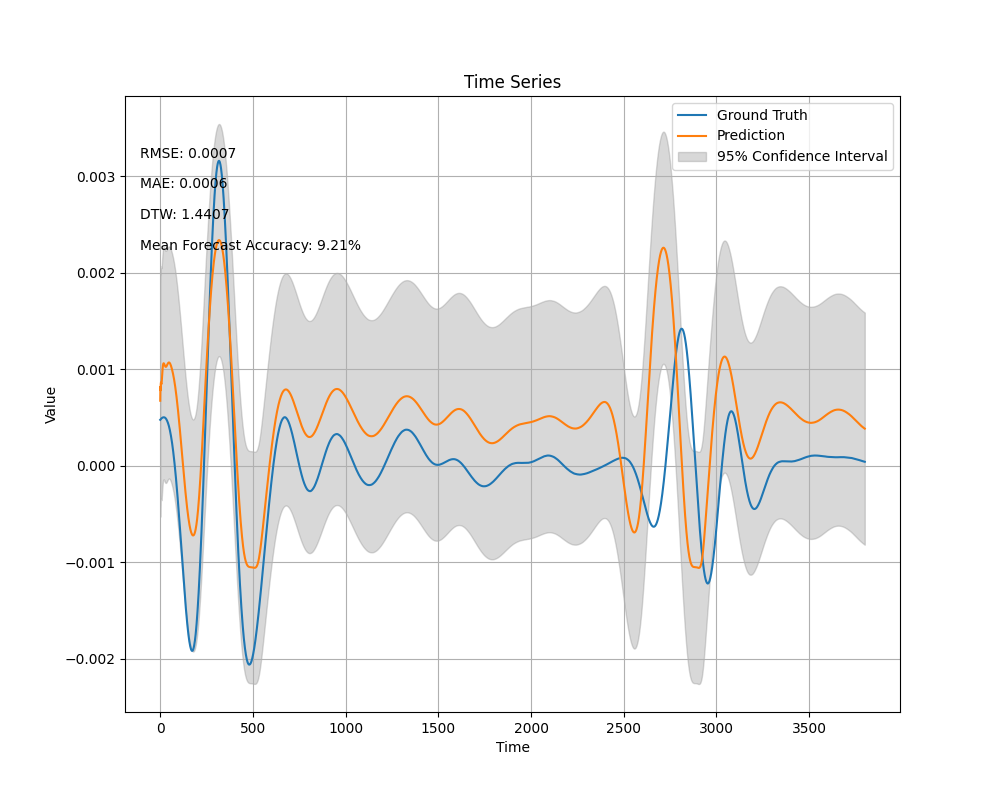 Time Series
Ground Truth
Prediction
95% Confidence Interval
RMSE: 0.0007
MAE: 0.0006
DTW: 1.4407
Mean Forecast Accuracy: 9.21%
0.003
0.002
0.001
0.000
−0.001
−0.002
Value
0 500 1000 1500 2000 2500 3000 3500
Time